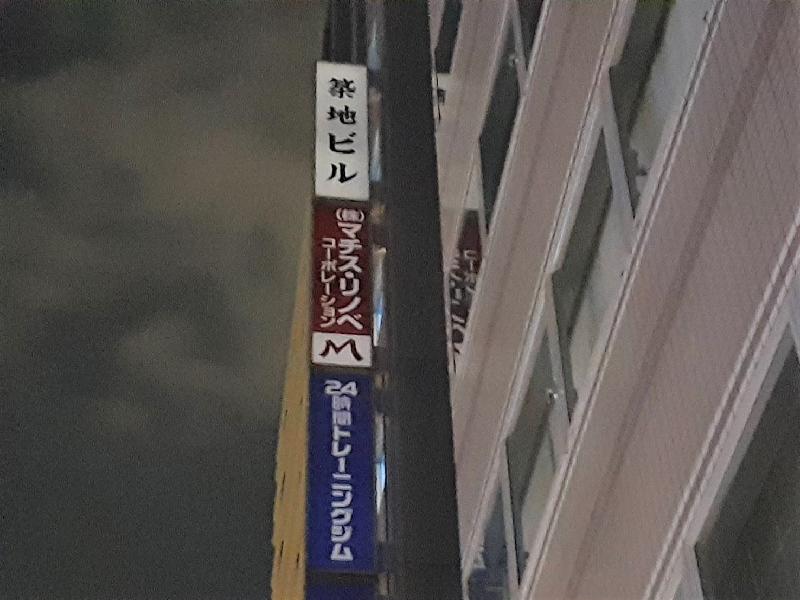 築地ビル
㈱マチス・リノベ
コーポレーション
M
24時間トレーニングジム